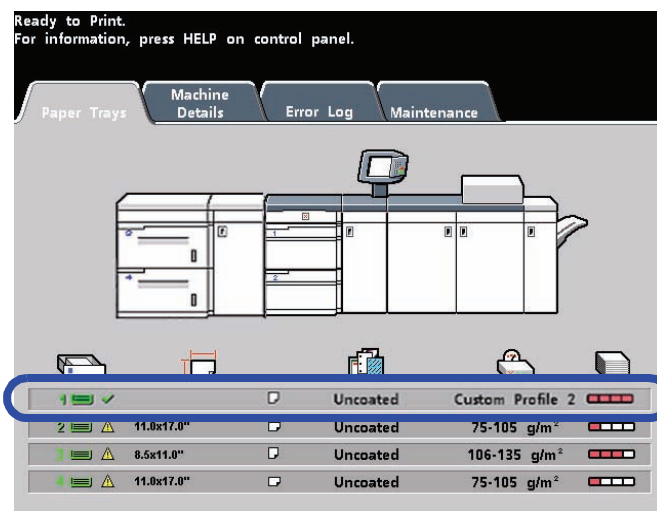 Ready to Print.
For information, press HELP on control panel.
Paper Trays
Machine Details
Error Log
Maintenance
1
2
1 Uncoated Custom Profile 2
2 11.0x17.0" Uncoated 75-105 g/m²
3 8.5x11.0" Uncoated 106-135 g/m²
4 11.0x17.0" Uncoated 75-105 g/m²